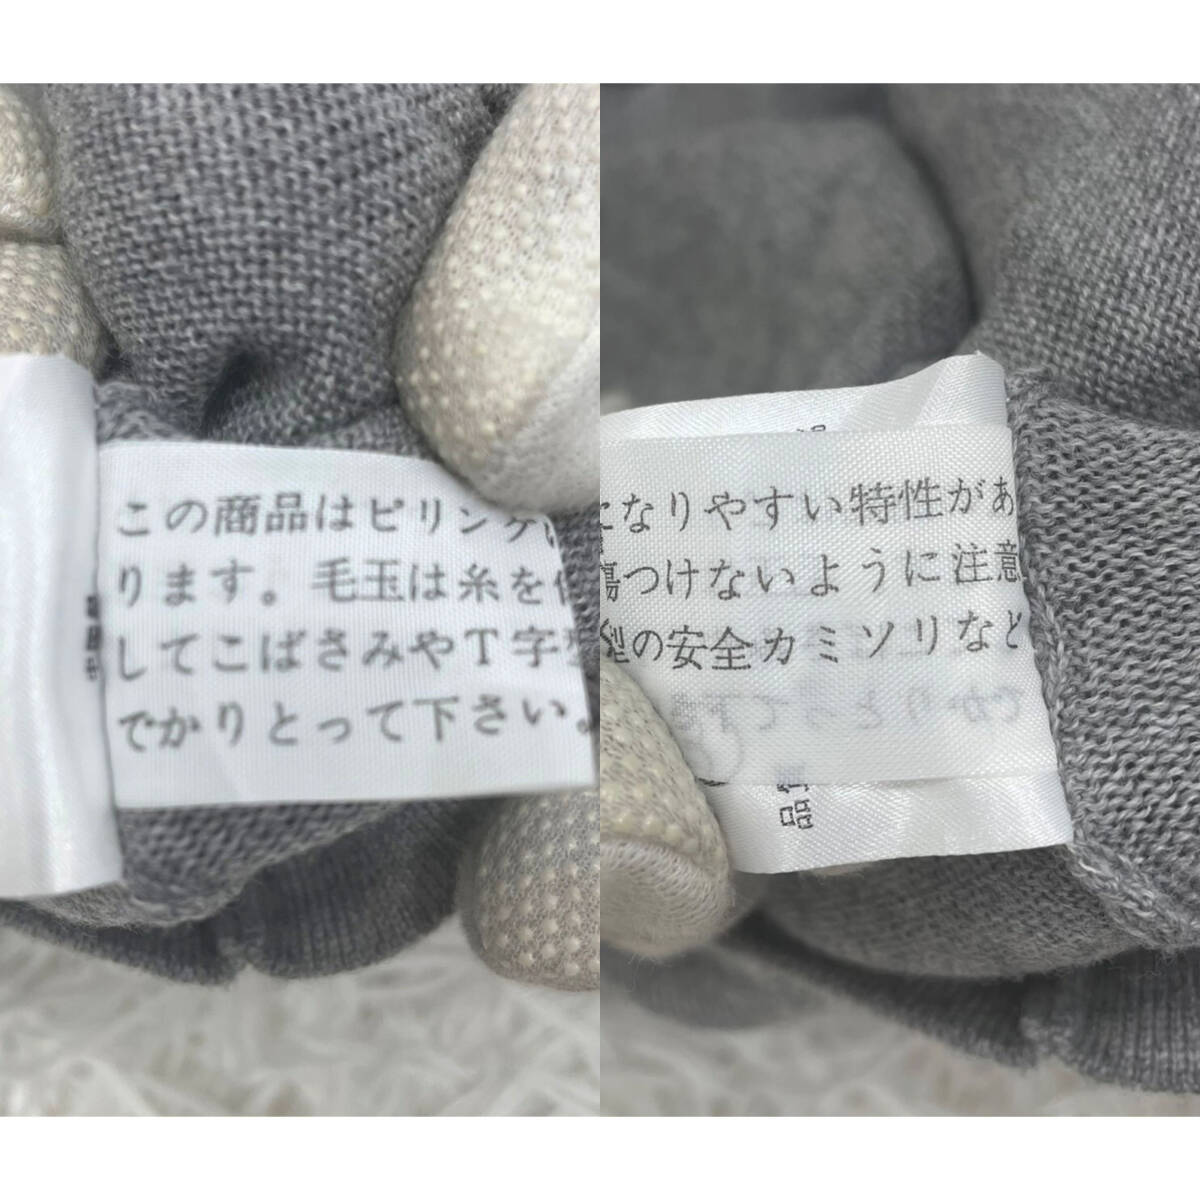 この商品はピリング
ります。毛玉は糸を
してこばさみやT字
でかりとって下さい。
になりやすい特性があ
傷つけないように注意
型の安全カミソリなど
品